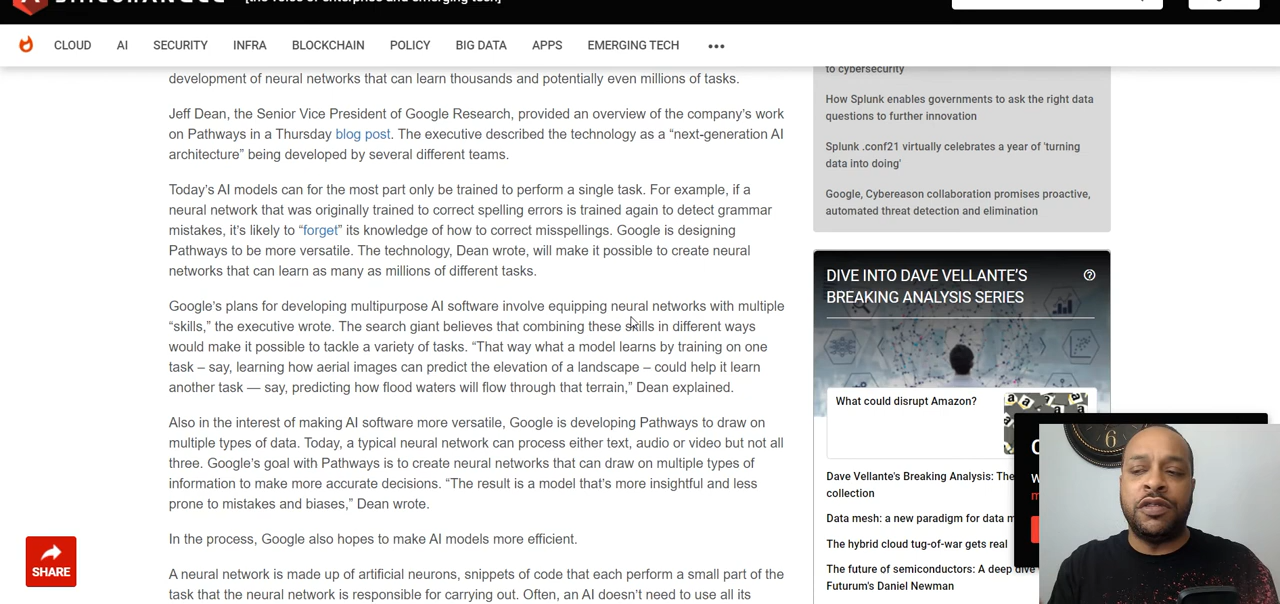 [the voice of enterprise and emerging tech]
CLOUD AI SECURITY INFRA BLOCKCHAIN POLICY BIG DATA APPS EMERGING TECH •••
development of neural networks that can learn thousands and potentially even millions of tasks.
Jeff Dean, the Senior Vice President of Google Research, provided an overview of the company's work
on Pathways in a Thursday blog post. The executive described the technology as a “next-generation AI
architecture” being developed by several different teams.
Today's AI models can for the most part only be trained to perform a single task. For example, if a
neural network that was originally trained to correct spelling errors is trained again to detect grammar
mistakes, it's likely to “forget” its knowledge of how to correct misspellings. Google is designing
Pathways to be more versatile. The technology, Dean wrote, will make it possible to create neural
networks that can learn as many as millions of different tasks.
Google's plans for developing multipurpose AI software involve equipping neural networks with multiple
“skills,” the executive wrote. The search giant believes that combining these skills in different ways
would make it possible to tackle a variety of tasks. “That way what a model learns by training on one
task – say, learning how aerial images can predict the elevation of a landscape – could help it learn
another task — say, predicting how flood waters will flow through that terrain,” Dean explained.
Also in the interest of making AI software more versatile, Google is developing Pathways to draw on
multiple types of data. Today, a typical neural network can process either text, audio or video but not all
three. Google's goal with Pathways is to create neural networks that can draw on multiple types of
information to make more accurate decisions. “The result is a model that's more insightful and less
prone to mistakes and biases,” Dean wrote.
In the process, Google also hopes to make AI models more efficient.
A neural network is made up of artificial neurons, snippets of code that each perform a small part of the
task that the neural network is responsible for carrying out. Often, an AI doesn't need to use all its
SHARE
to cybersecurity
How Splunk enables governments to ask the right data
questions to further innovation
Splunk .conf21 virtually celebrates a year of 'turning
data into doing'
Google, Cybereason collaboration promises proactive,
automated threat detection and elimination
DIVE INTO DAVE VELLANTE'S
BREAKING ANALYSIS SERIES
What could disrupt Amazon?
Dave Vellante's Breaking Analysis: The
collection
Data mesh: a new paradigm for data m
The hybrid cloud tug-of-war gets real
The future of semiconductors: A deep dive
Futurum's Daniel Newman